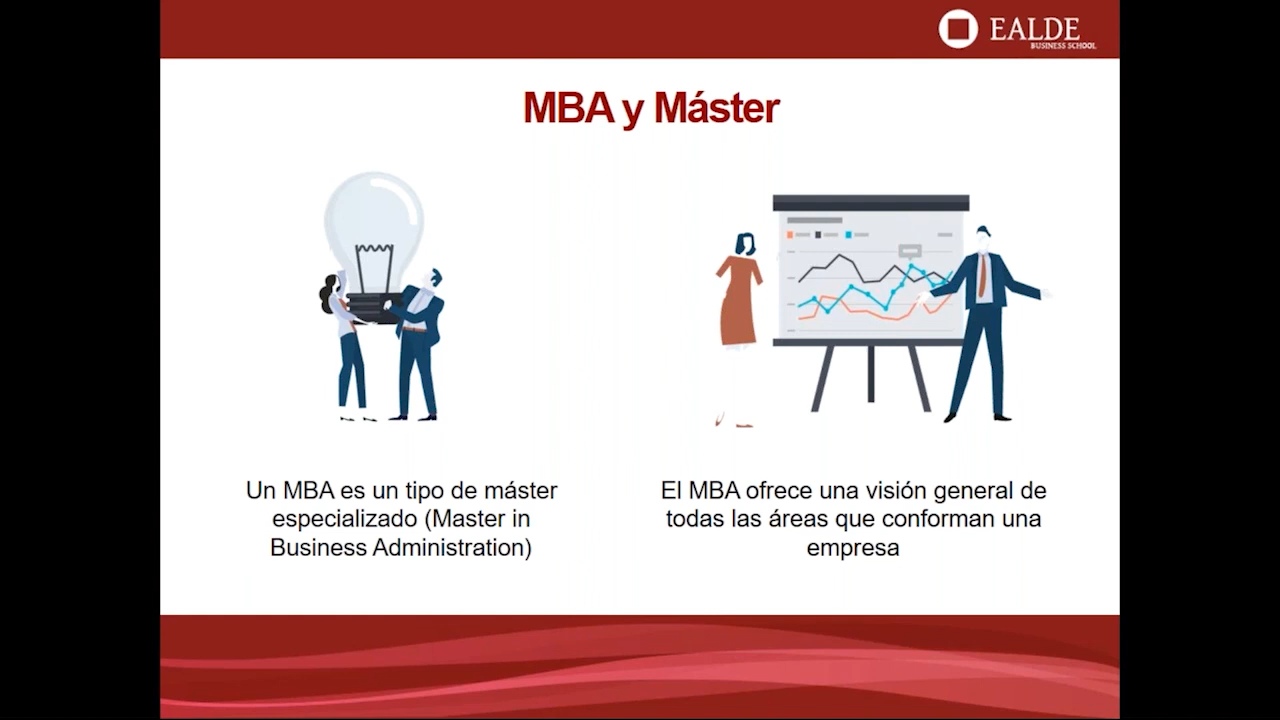 EALDE
BUSINESS SCHOOL
MBA y Máster
Un MBA es un tipo de máster
especializado (Master in
Business Administration)
El MBA ofrece una visión general de
todas las áreas que conforman una
empresa